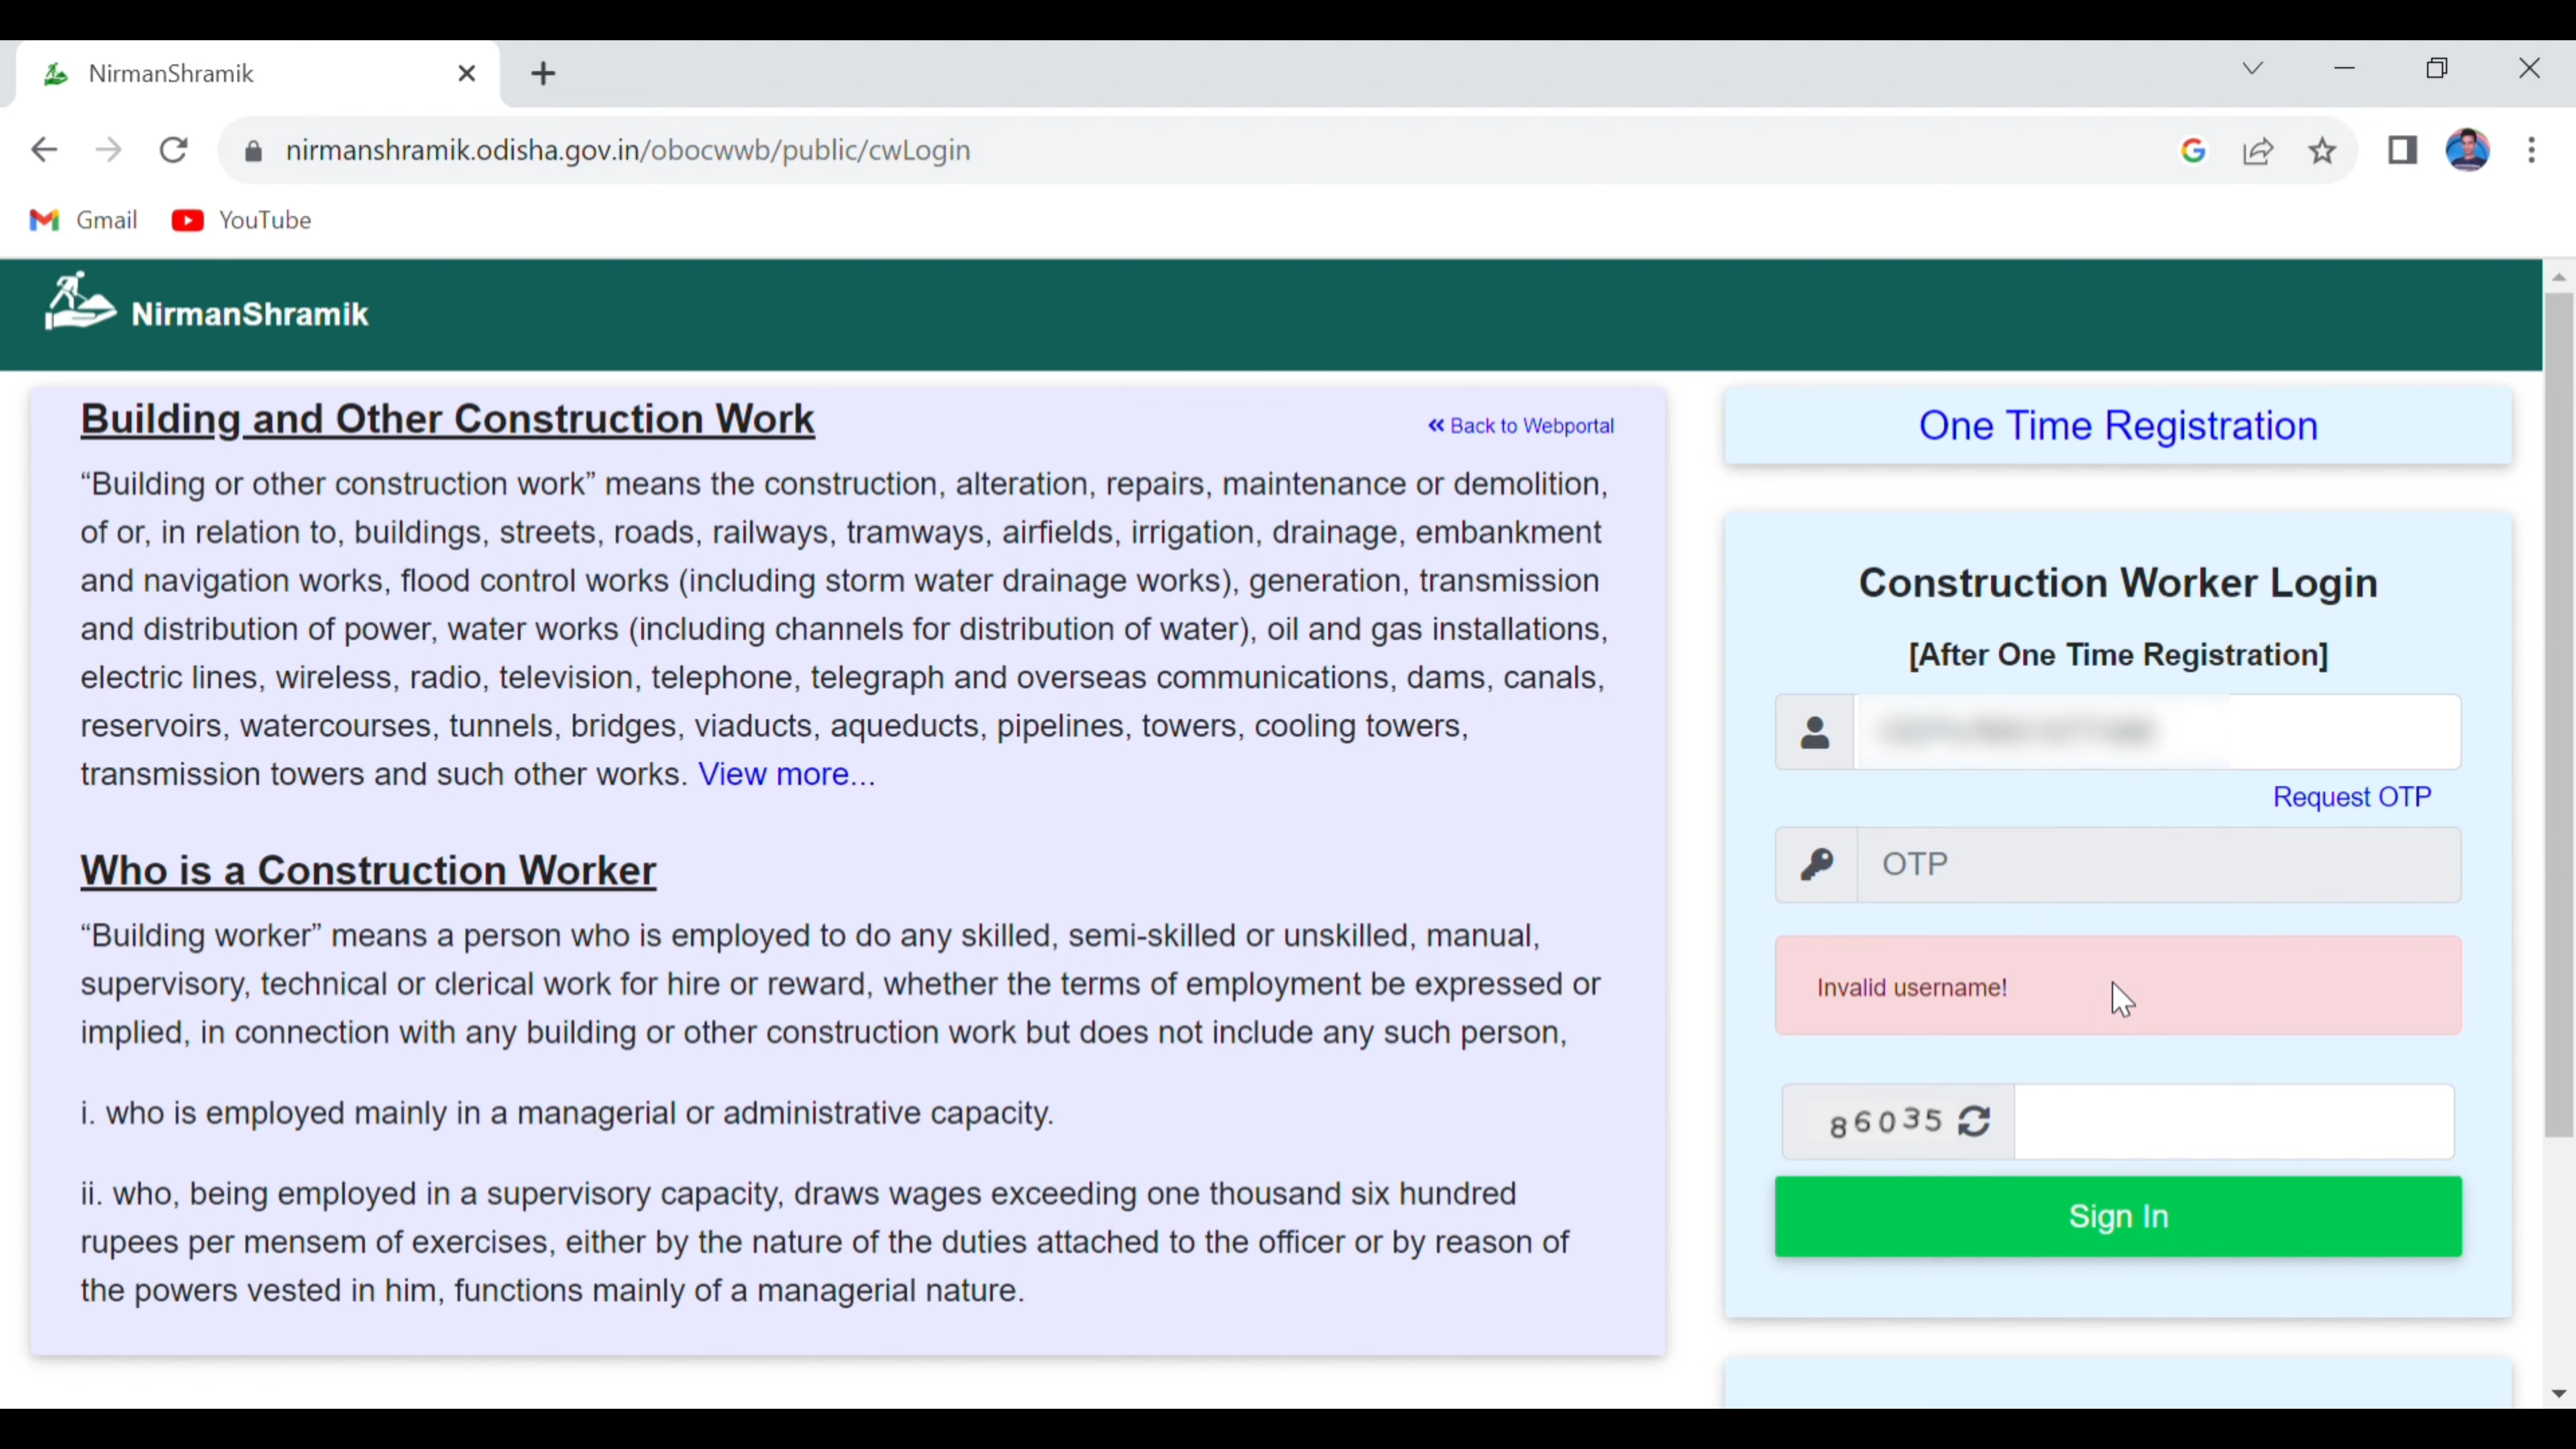 NirmanShramik
nirmanshramik.odisha.gov.in/obocwwb/public/cwLogin
Gmail
YouTube
NirmanShramik
Building and Other Construction Work
« Back to Webportal
“Building or other construction work” means the construction, alteration, repairs, maintenance or demolition,
of or, in relation to, buildings, streets, roads, railways, tramways, airfields, irrigation, drainage, embankment
and navigation works, flood control works (including storm water drainage works), generation, transmission
and distribution of power, water works (including channels for distribution of water), oil and gas installations,
electric lines, wireless, radio, television, telephone, telegraph and overseas communications, dams, canals,
reservoirs, watercourses, tunnels, bridges, viaducts, aqueducts, pipelines, towers, cooling towers,
transmission towers and such other works. View more...
Who is a Construction Worker
“Building worker” means a person who is employed to do any skilled, semi-skilled or unskilled, manual,
supervisory, technical or clerical work for hire or reward, whether the terms of employment be expressed or
implied, in connection with any building or other construction work but does not include any such person,
i. who is employed mainly in a managerial or administrative capacity.
ii. who, being employed in a supervisory capacity, draws wages exceeding one thousand six hundred
rupees per mensem of exercises, either by the nature of the duties attached to the officer or by reason of
the powers vested in him, functions mainly of a managerial nature.
One Time Registration
Construction Worker Login
[After One Time Registration]
Request OTP
OTP
Invalid username!
86035
Sign In